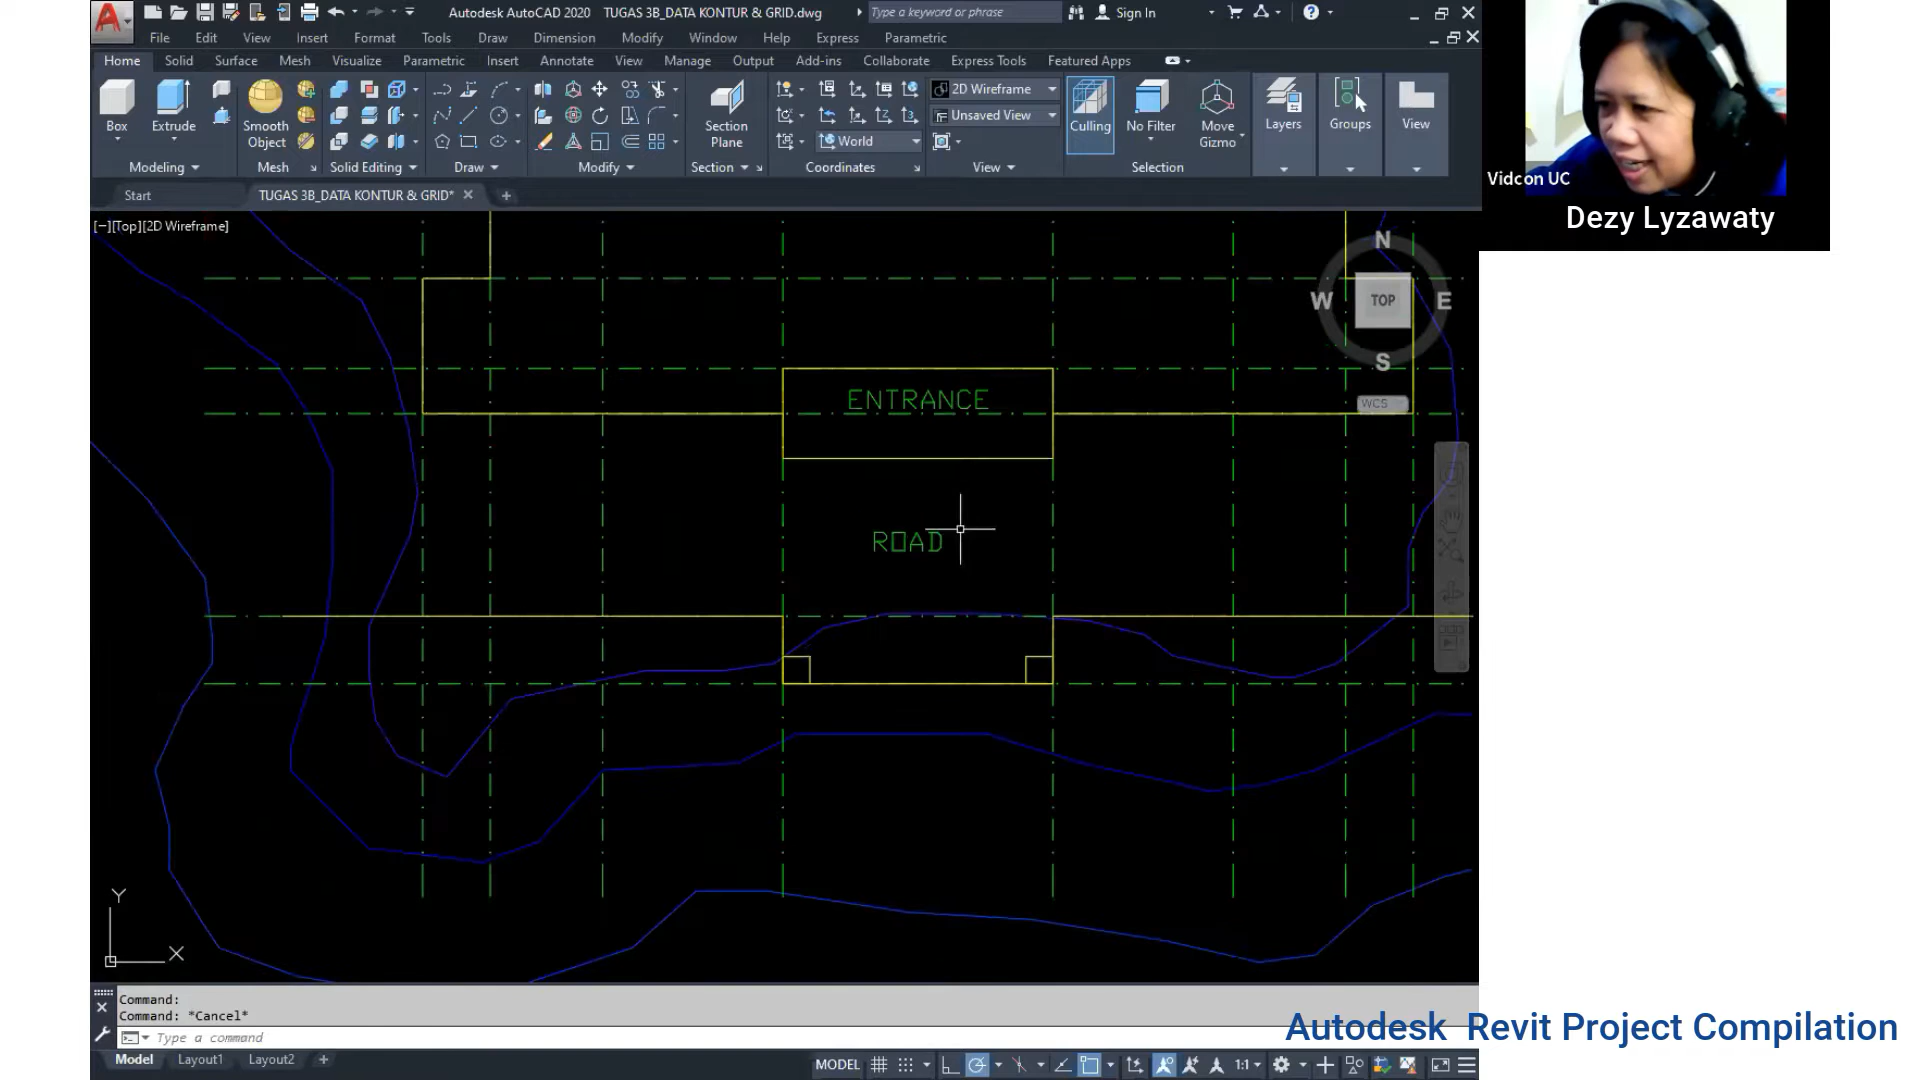 Autodesk AutoCAD 2020 TUGAS 3B_DATA KONTUR & GRID.dwg
Type a keyword or phrase
Sign In
File Edit View Insert Format Tools Draw Dimension Modify Window Help Express Parametric
Home Solid Surface Mesh Visualize Parametric Insert Annotate View Manage Output Add-ins Collaborate Express Tools Featured Apps
Box
Extrude
Smooth
Object
Section
Plane
World
2D Wireframe
Unsaved View
Culling
No Filter
Move
Gizmo
Layers
Groups
View
Modeling
Mesh
Solid Editing
Draw
Modify
Section
Coordinates
View
Selection
Start
TUGAS 3B_DATA KONTUR & GRID*
[−][Top][2D Wireframe]
N
W
TOP
E
S
WCS
ENTRANCE
ROAD
Y
X
Command:
Command: *Cancel*
Type a command
Model Layout1 Layout2
MODEL
1:1
Vidcon UC
Dezy Lyzawaty
Autodesk Revit Project Compilation